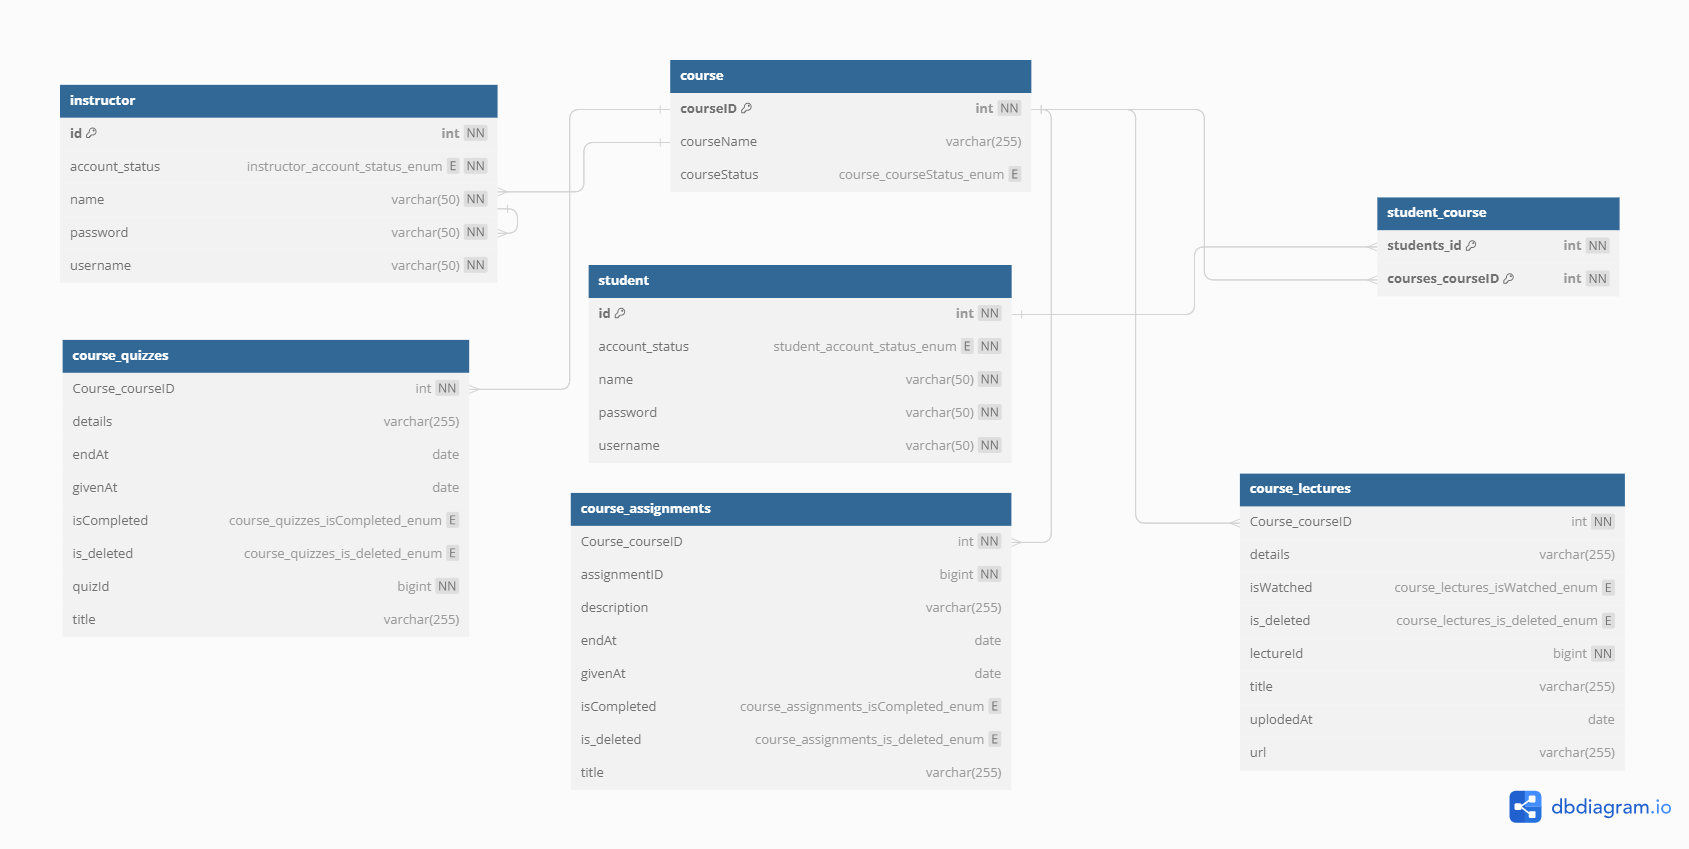 instructor
id int NN
account_status instructor_account_status_enum E NN
name varchar(50) NN
password varchar(50) NN
username varchar(50) NN
course
courseID int NN
courseName varchar(255)
courseStatus course_courseStatus_enum E
student_course
students_id int NN
courses_courseID int NN
student
id int NN
account_status student_account_status_enum E NN
name varchar(50) NN
password varchar(50) NN
username varchar(50) NN
course_quizzes
Course_courseID int NN
details varchar(255)
endAt date
givenAt date
isCompleted course_quizzes_isCompleted_enum E
is_deleted course_quizzes_is_deleted_enum E
quizId bigint NN
title varchar(255)
course_assignments
Course_courseID int NN
assignmentID bigint NN
description varchar(255)
endAt date
givenAt date
isCompleted course_assignments_isCompleted_enum E
is_deleted course_assignments_is_deleted_enum E
title varchar(255)
course_lectures
Course_courseID int NN
details varchar(255)
isWatched course_lectures_isWatched_enum E
is_deleted course_lectures_is_deleted_enum E
lectureId bigint NN
title varchar(255)
uplodedAt date
url varchar(255)
dbdiagram.io